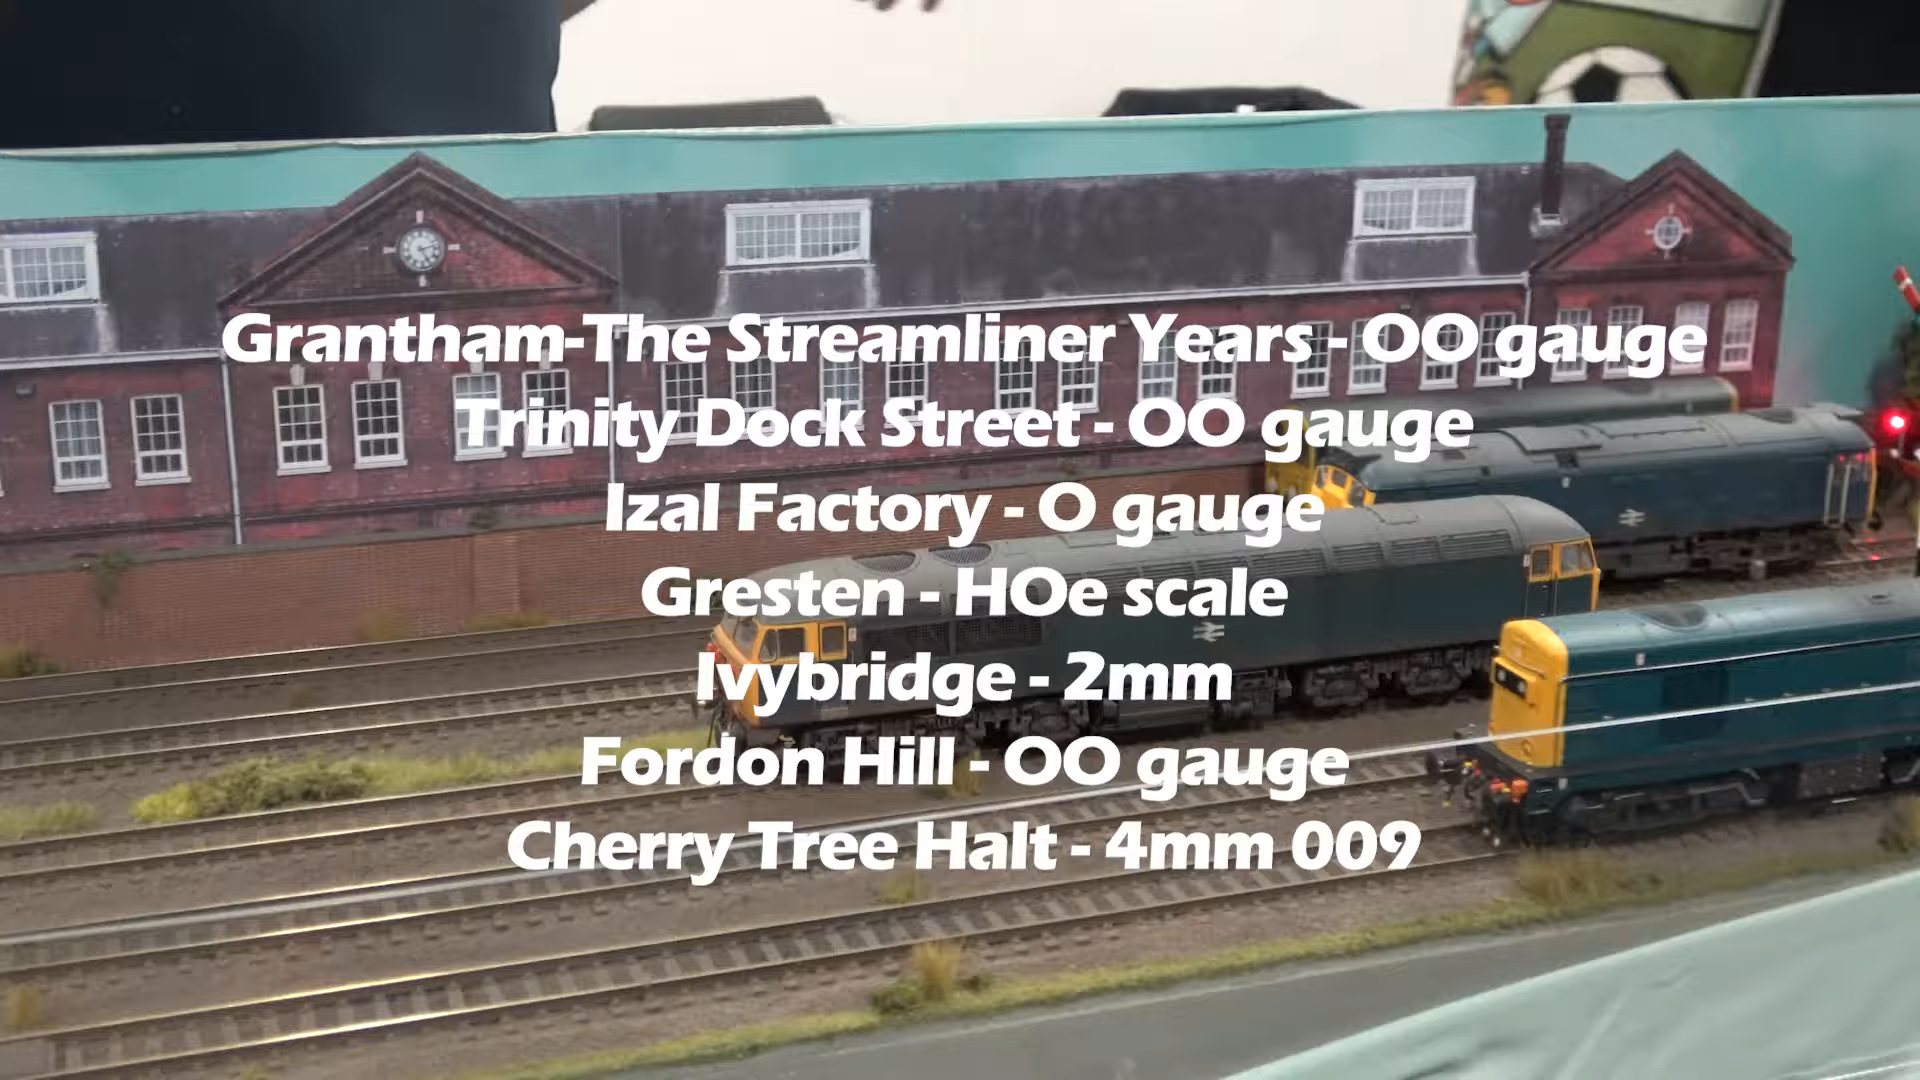 Grantham-The Streamliner Years - OO gauge
Trinity Dock Street - OO gauge
Izal Factory - O gauge
Gresten - HOe scale
Ivybridge - 2mm
Fordon Hill - OO gauge
Cherry Tree Halt - 4mm 009